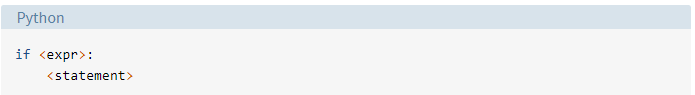 Python
if <expr>:
    <statement>